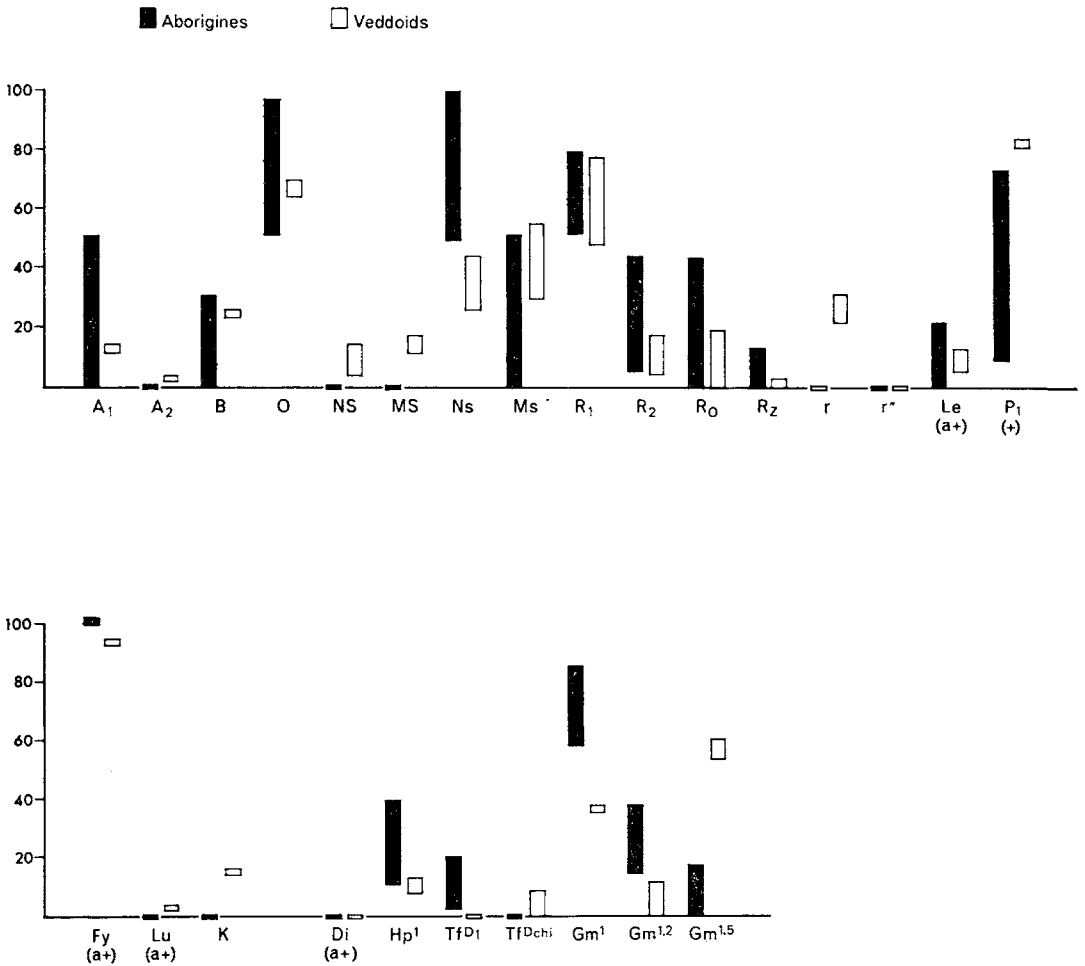 Aborigines Veddoids
100
80
60
40
20
A1 A2 B O NS MS Ns Ms R1 R2 RO RZ r r" Le P1
(a+) (+)
100
80
60
40
20
Fy Lu K Di Hp1 TfD1 TfDchi Gm1 Gm1,2 Gm1,5
(a+) (a+) (a+)